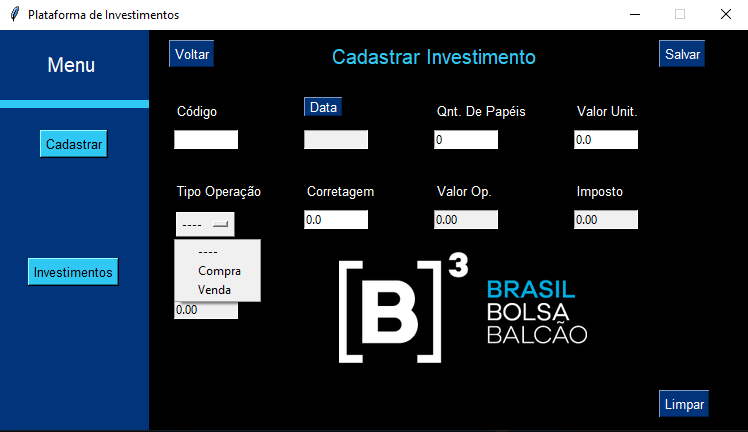 Plataforma de Investimentos
Menu
Cadastrar
Investimentos
Voltar
Cadastrar Investimento
Salvar
Código
Data
Qnt. De Papéis
Valor Unit.
0
0.0
Tipo Operação
Corretagem
Valor Op.
Imposto
----
0.0
0.00
0.00
----
Compra
Venda
0.00
[B]³
BRASIL
BOLSA
BALCÃO
Limpar